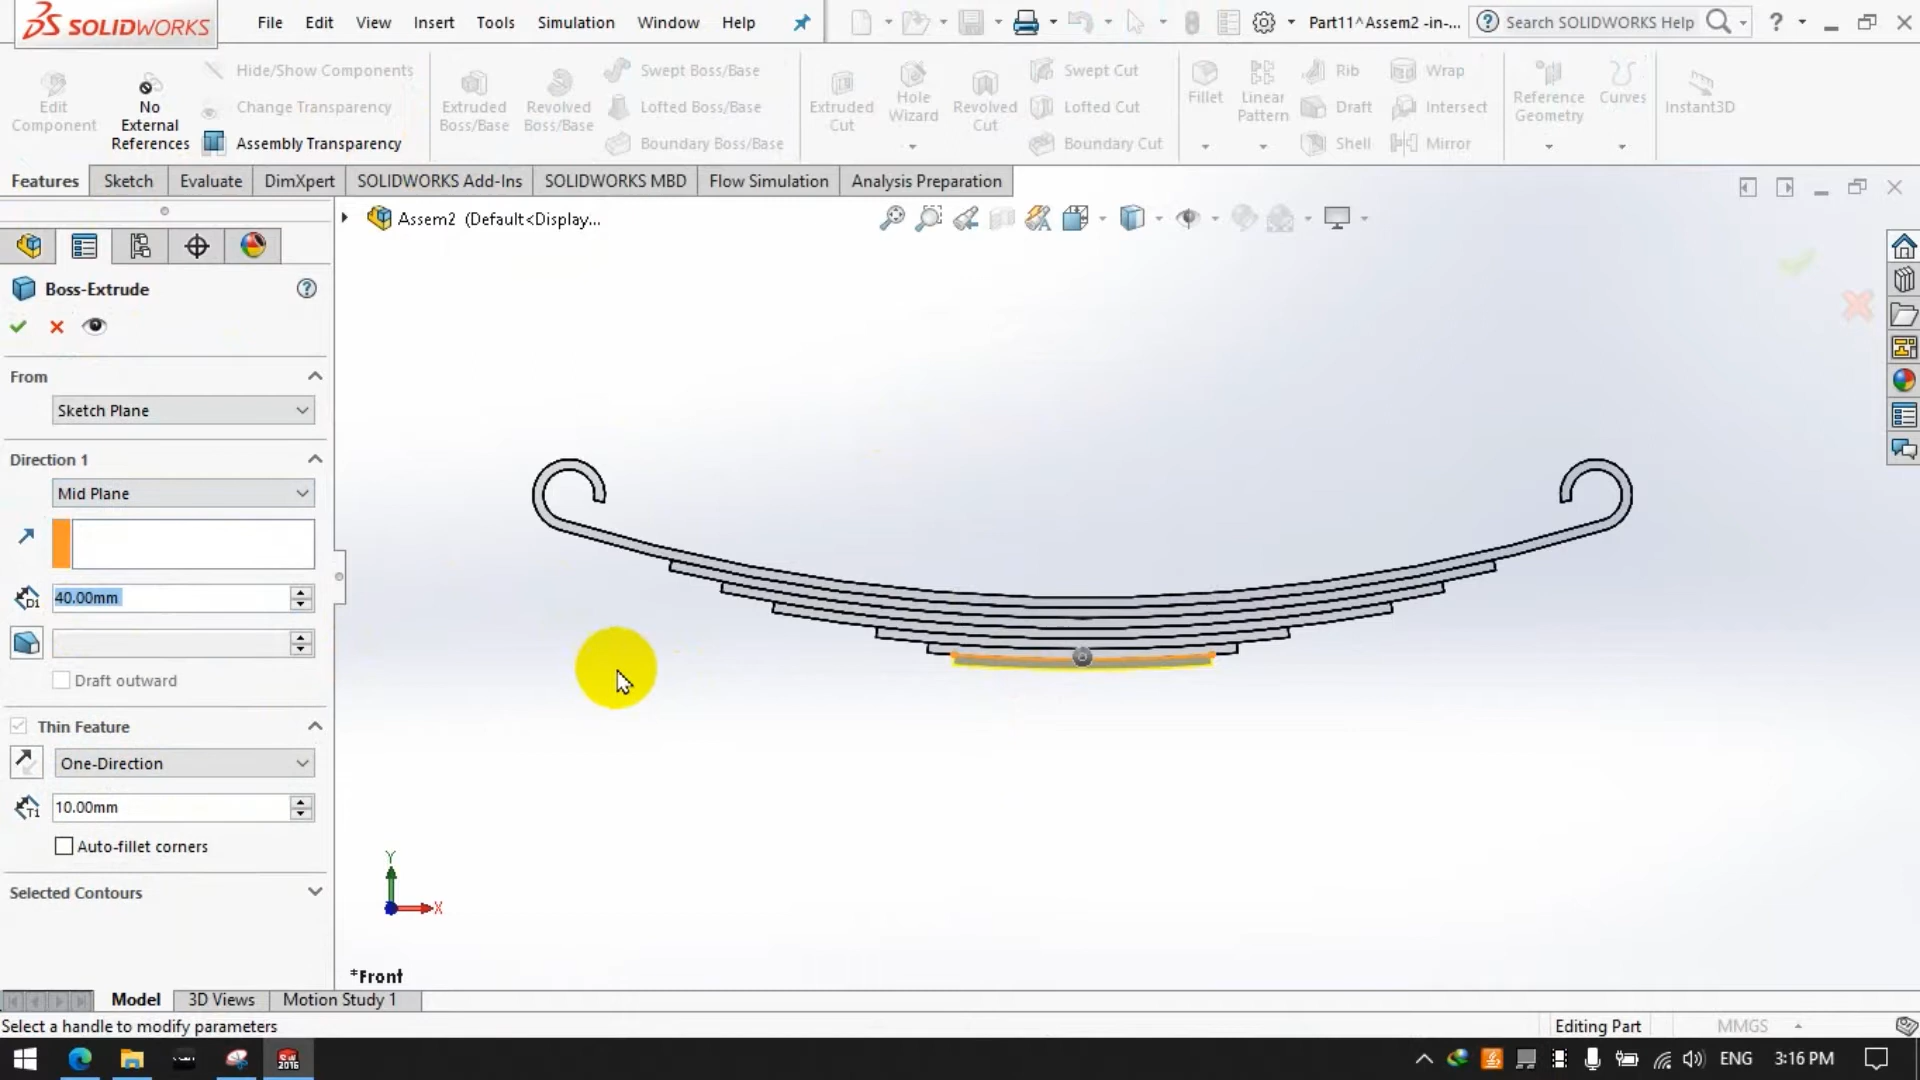 SOLIDWORKS File Edit View Insert Tools Simulation Window Help Part11^Assem2 -in-... Search SOLIDWORKS Help
Edit Component
No External References
Hide/Show Components
Change Transparency
Assembly Transparency
Extruded Boss/Base
Revolved Boss/Base
Swept Boss/Base
Lofted Boss/Base
Boundary Boss/Base
Extruded Cut
Hole Wizard
Revolved Cut
Swept Cut
Lofted Cut
Boundary Cut
Fillet
Linear Pattern
Rib
Draft
Shell
Wrap
Intersect
Mirror
Reference Geometry
Curves
Instant3D
Features Sketch Evaluate DimXpert SOLIDWORKS Add-Ins SOLIDWORKS MBD Flow Simulation Analysis Preparation
Assem2 (Default<Display...
Boss-Extrude
From
Sketch Plane
Direction 1
Mid Plane
D1
40.00mm
Draft outward
Thin Feature
One-Direction
T1
10.00mm
Auto-fillet corners
Selected Contours
Y
X
*Front
Model 3D Views Motion Study 1
Select a handle to modify parameters Editing Part MMGS
SW 2016
ENG 3:16 PM